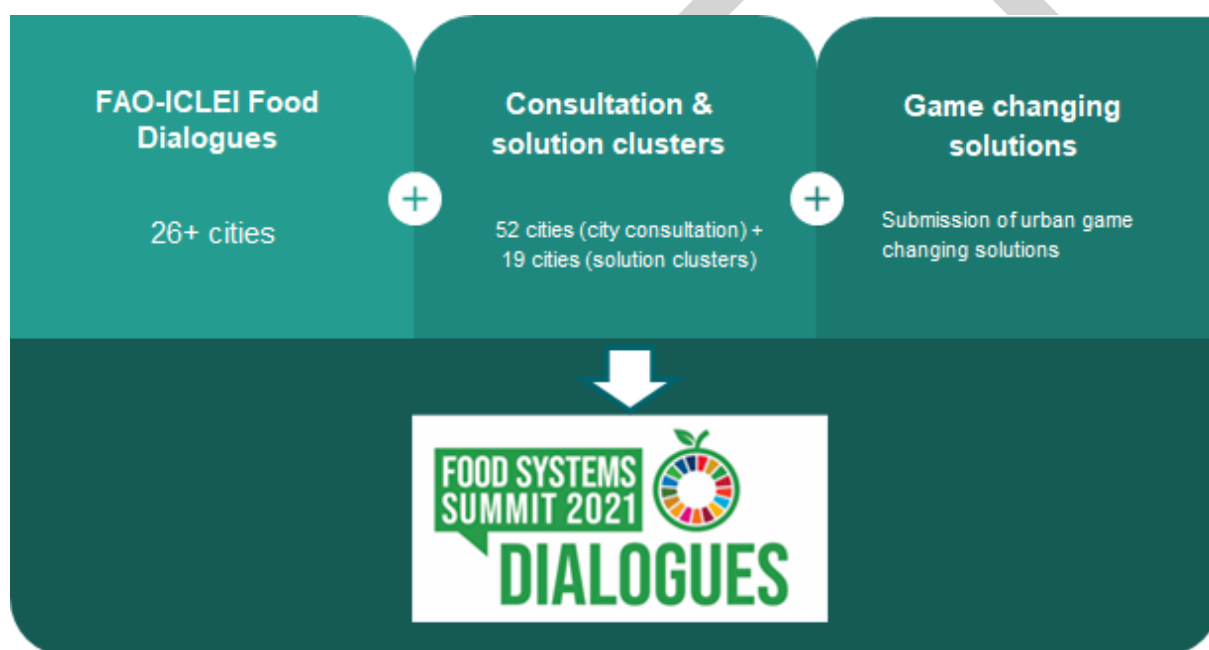 FAO-ICLEI Food
Dialogues
26+ cities
Consultation &
solution clusters
52 cities (city consultation) +
19 cities (solution clusters)
Game changing
solutions
Submission of urban game
changing solutions
FOOD SYSTEMS
SUMMIT 2021
DIALOGUES